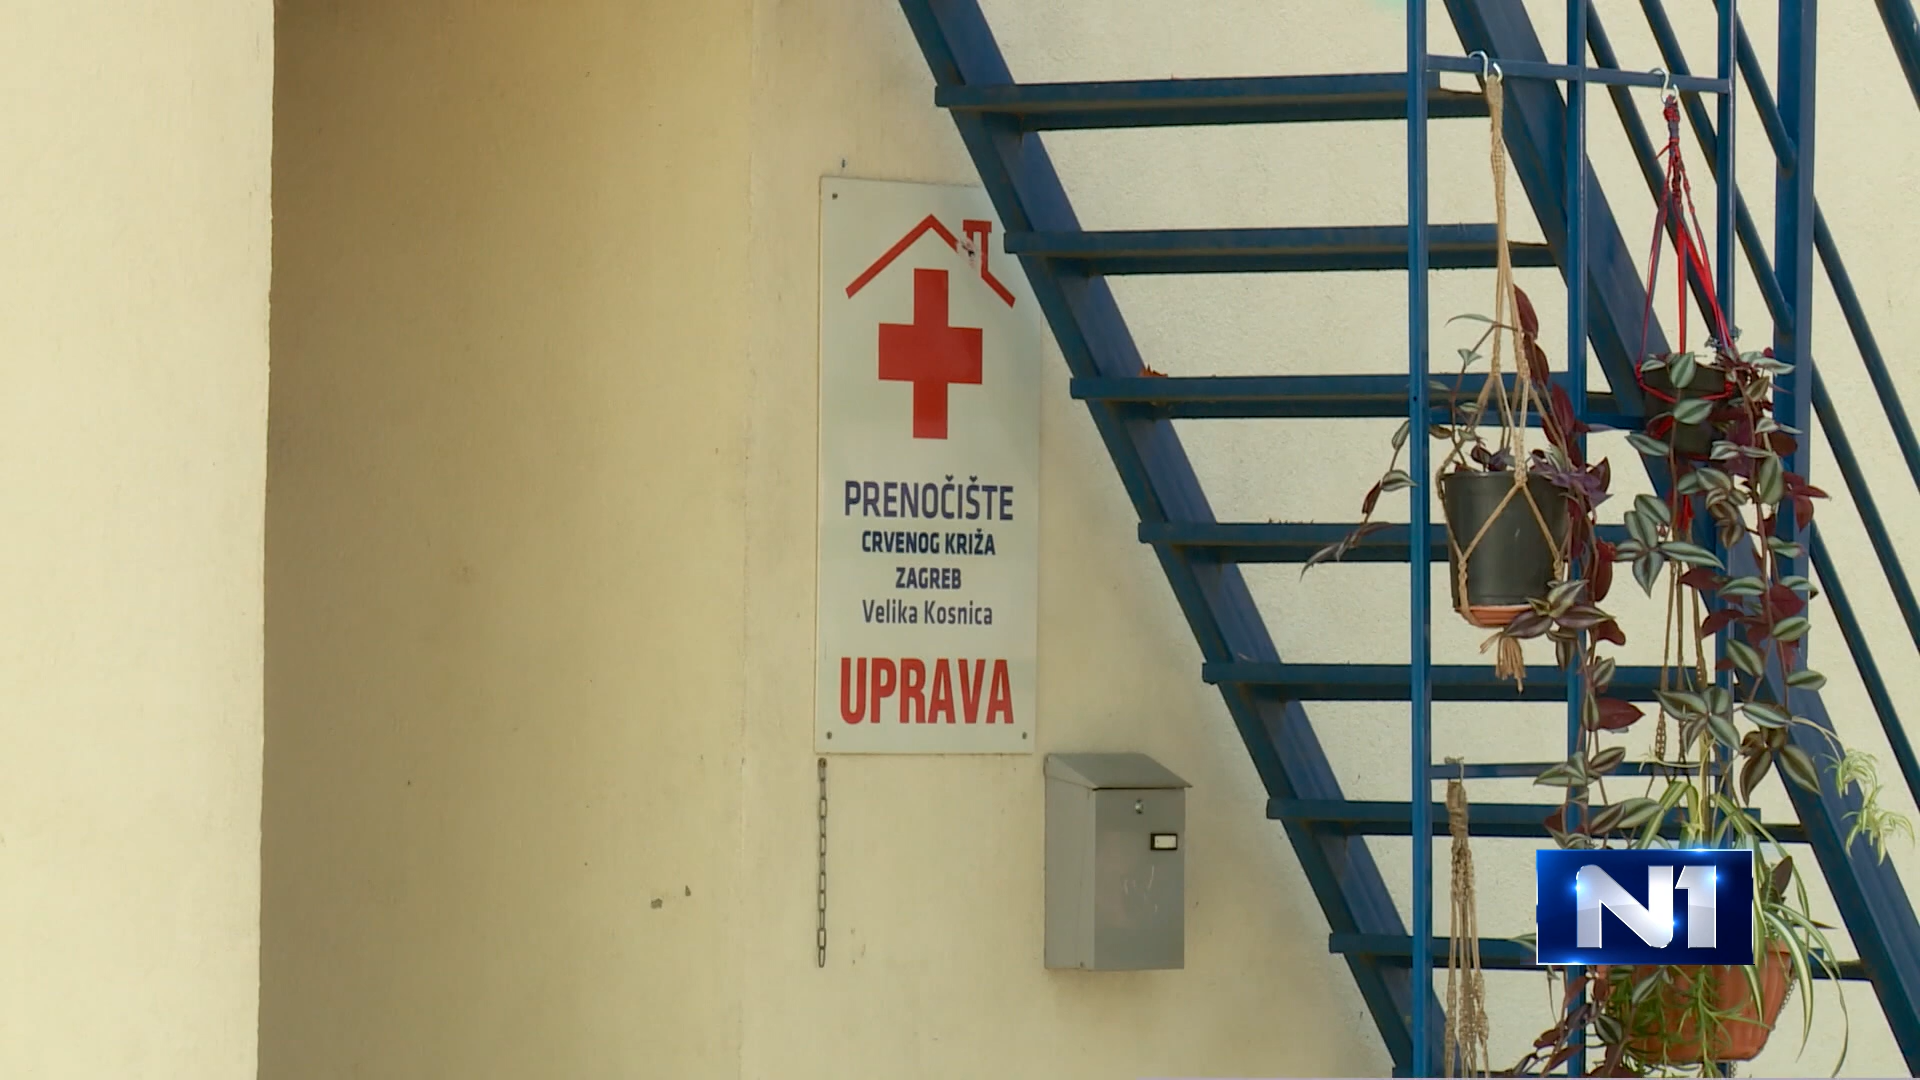 PRENOČIŠTE
CRVENOG KRIŽA
ZAGREB
Velika Kosnica
UPRAVA
N1